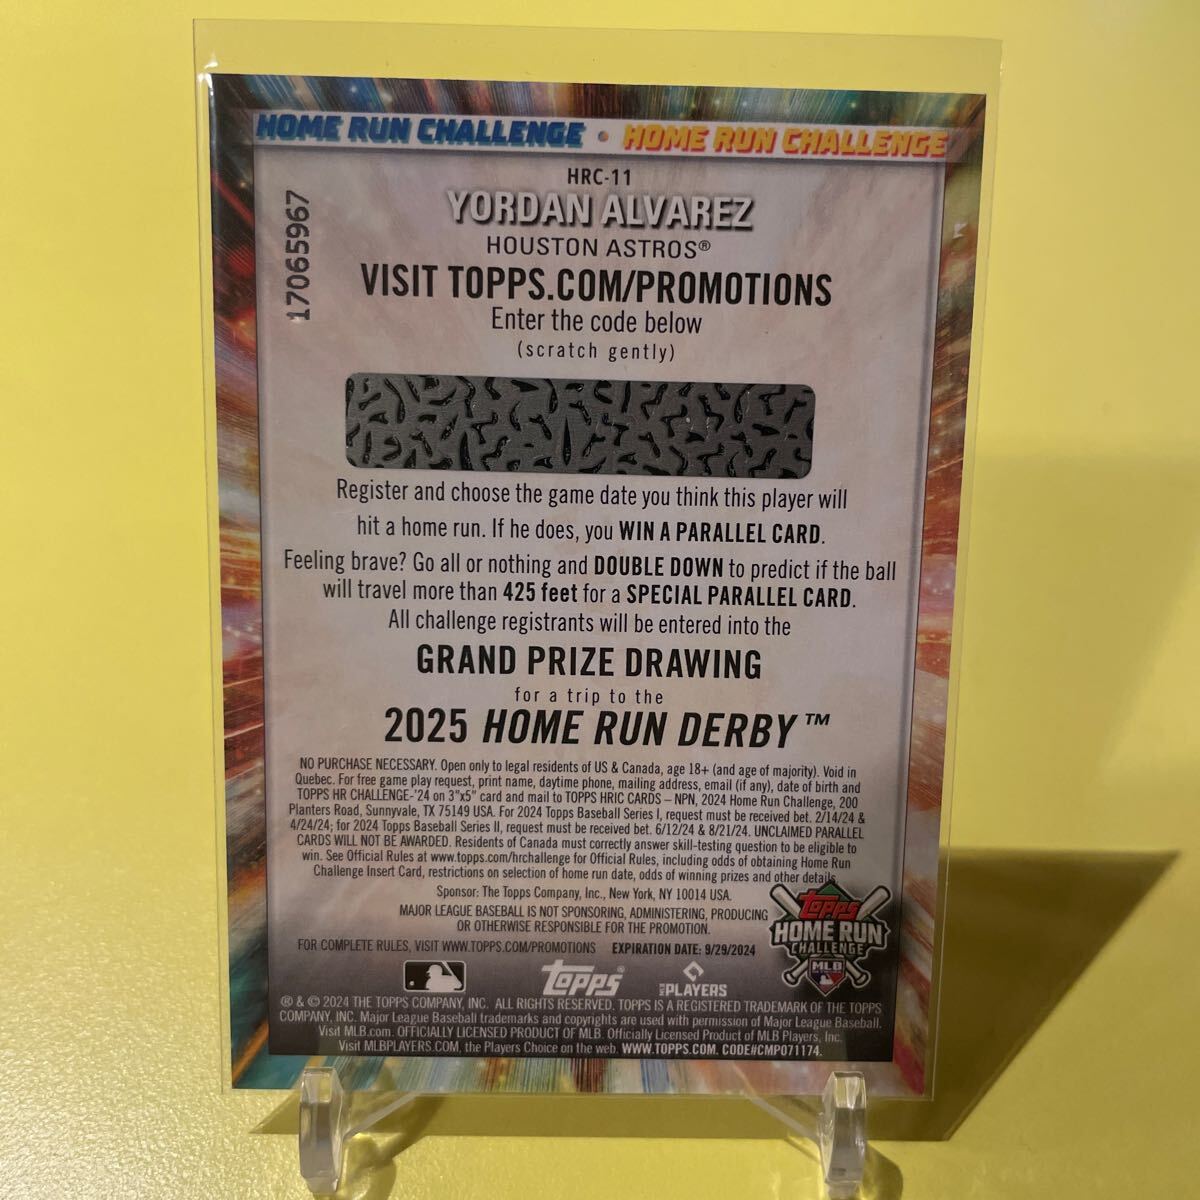 HOME RUN CHALLENGE • HOME RUN CHALLENGE
HRC-11
YORDAN ALVAREZ
HOUSTON ASTROS®
17065967
VISIT TOPPS.COM/PROMOTIONS
Enter the code below
(scratch gently)
Register and choose the game date you think this player will
hit a home run. If he does, you WIN A PARALLEL CARD.
Feeling brave? Go all or nothing and DOUBLE DOWN to predict if the ball
will travel more than 425 feet for a SPECIAL PARALLEL CARD.
All challenge registrants will be entered into the
GRAND PRIZE DRAWING
for a trip to the
2025 HOME RUN DERBY™
NO PURCHASE NECESSARY. Open only to legal residents of US & Canada, age 18+ (and age of majority). Void in
Quebec. For free game play request, print name, daytime phone, mailing address, email (if any), date of birth and
TOPPS HR CHALLENGE-'24 on 3"x5" card and mail to TOPPS HRIC CARDS – NPN, 2024 Home Run Challenge, 200
Planters Road, Sunnyvale, TX 75149 USA. For 2024 Topps Baseball Series I, request must be received bet. 2/14/24 &
4/24/24; for 2024 Topps Baseball Series II, request must be received bet. 6/12/24 & 8/21/24. UNCLAIMED PARALLEL
CARDS WILL NOT BE AWARDED. Residents of Canada must correctly answer skill-testing question to be eligible to
win. See Official Rules at www.topps.com/hrchallenge for Official Rules, including odds of obtaining Home Run
Challenge Insert Card, restrictions on selection of home run date, odds of winning prizes and other details.
Sponsor: The Topps Company, Inc., New York, NY 10014 USA.
MAJOR LEAGUE BASEBALL IS NOT SPONSORING, ADMINISTERING, PRODUCING
OR OTHERWISE RESPONSIBLE FOR THE PROMOTION.
FOR COMPLETE RULES, VISIT WWW.TOPPS.COM/PROMOTIONS EXPIRATION DATE: 9/29/2024
topps
HOME RUN
CHALLENGE
MLB
topps®
PLAYERS
® & © 2024 THE TOPPS COMPANY, INC. ALL RIGHTS RESERVED. TOPPS IS A REGISTERED TRADEMARK OF THE TOPPS
COMPANY, INC. Major League Baseball trademarks and copyrights are used with permission of Major League Baseball.
Visit MLB.com. OFFICIALLY LICENSED PRODUCT OF MLB. Officially Licensed Product of MLB Players, Inc.
Visit MLBPLAYERS.COM, the Players Choice on the web. WWW.TOPPS.COM. CODE#CMP071174.